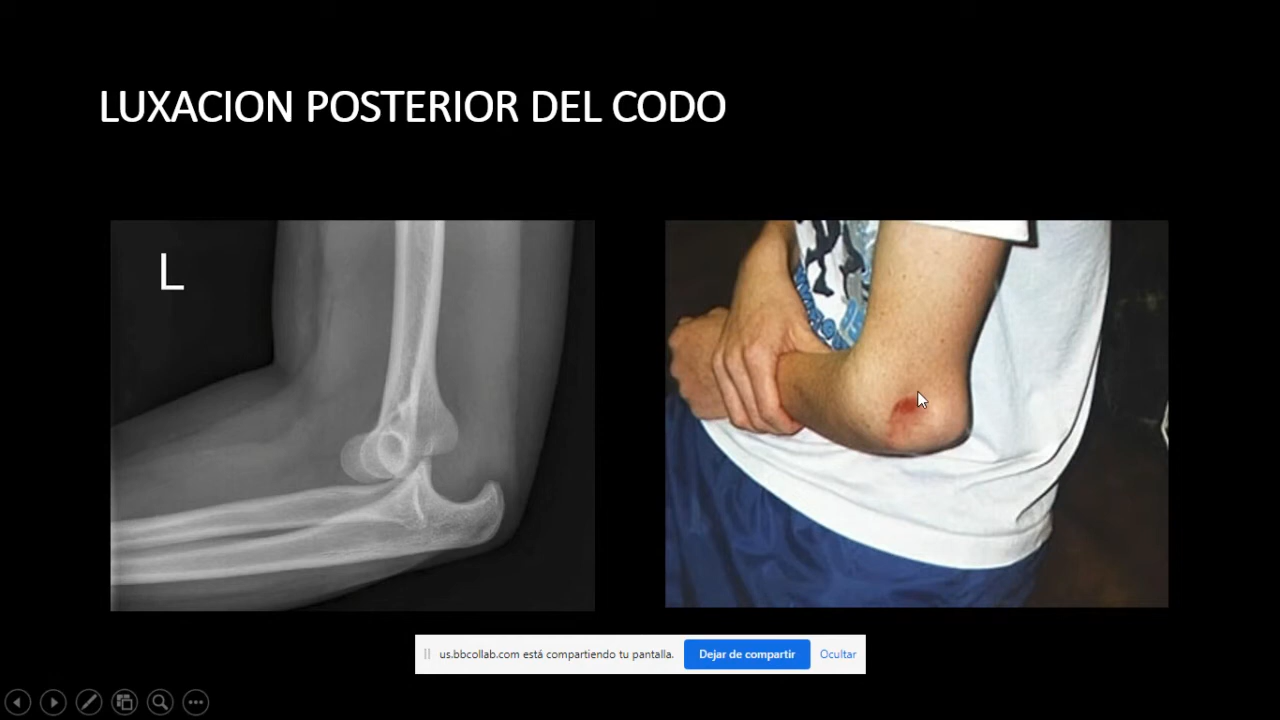 LUXACION POSTERIOR DEL CODO
L
us.bbcollab.com está compartiendo tu pantalla. Dejar de compartir Ocultar